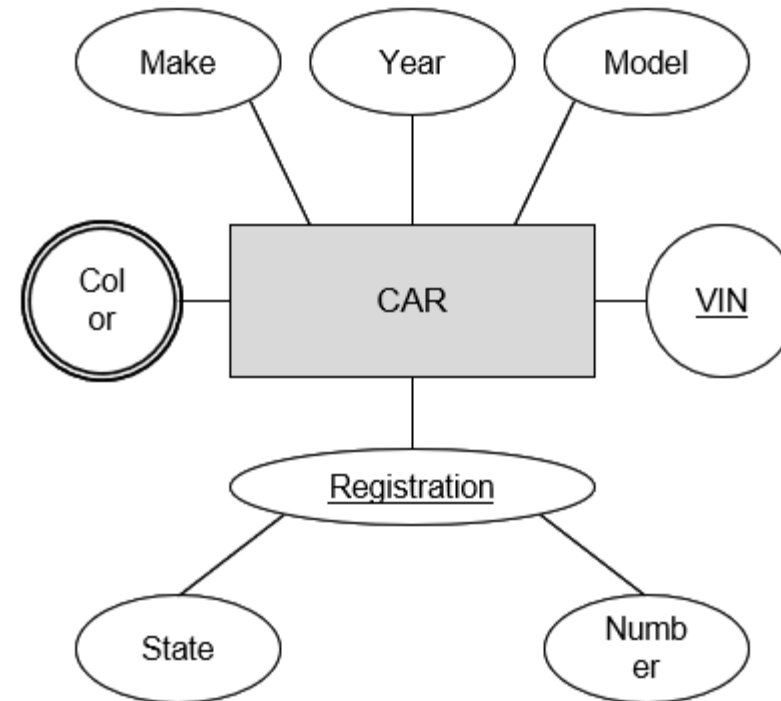 Make
Year
Model
Col
or
CAR
VIN
Registration
State
Numb
er